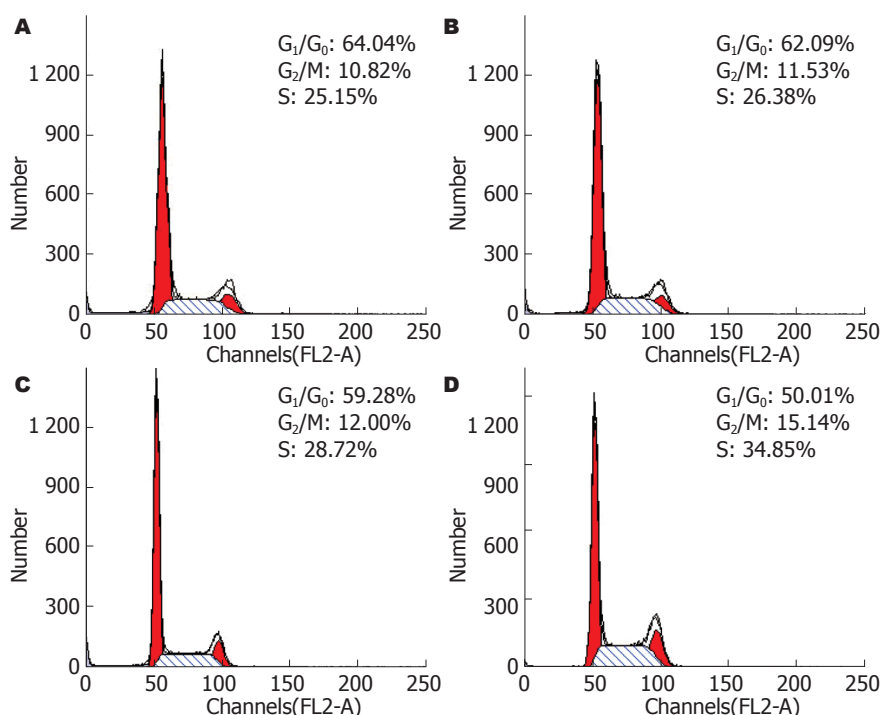 A
G₁/G₀: 64.04%
G₂/M: 10.82%
S: 25.15%
Number
1 200
900
600
300
0
0 50 100 150 200 250
Channels(FL2-A)
B
G₁/G₀: 62.09%
G₂/M: 11.53%
S: 26.38%
Number
1 200
900
600
300
0
0 50 100 150 200 250
Channels(FL2-A)
C
G₁/G₀: 59.28%
G₂/M: 12.00%
S: 28.72%
Number
1 200
900
600
300
0
0 50 100 150 200 250
Channels(FL2-A)
D
G₁/G₀: 50.01%
G₂/M: 15.14%
S: 34.85%
Number
1 200
900
600
300
0
0 50 100 150 200 250
Channels(FL2-A)